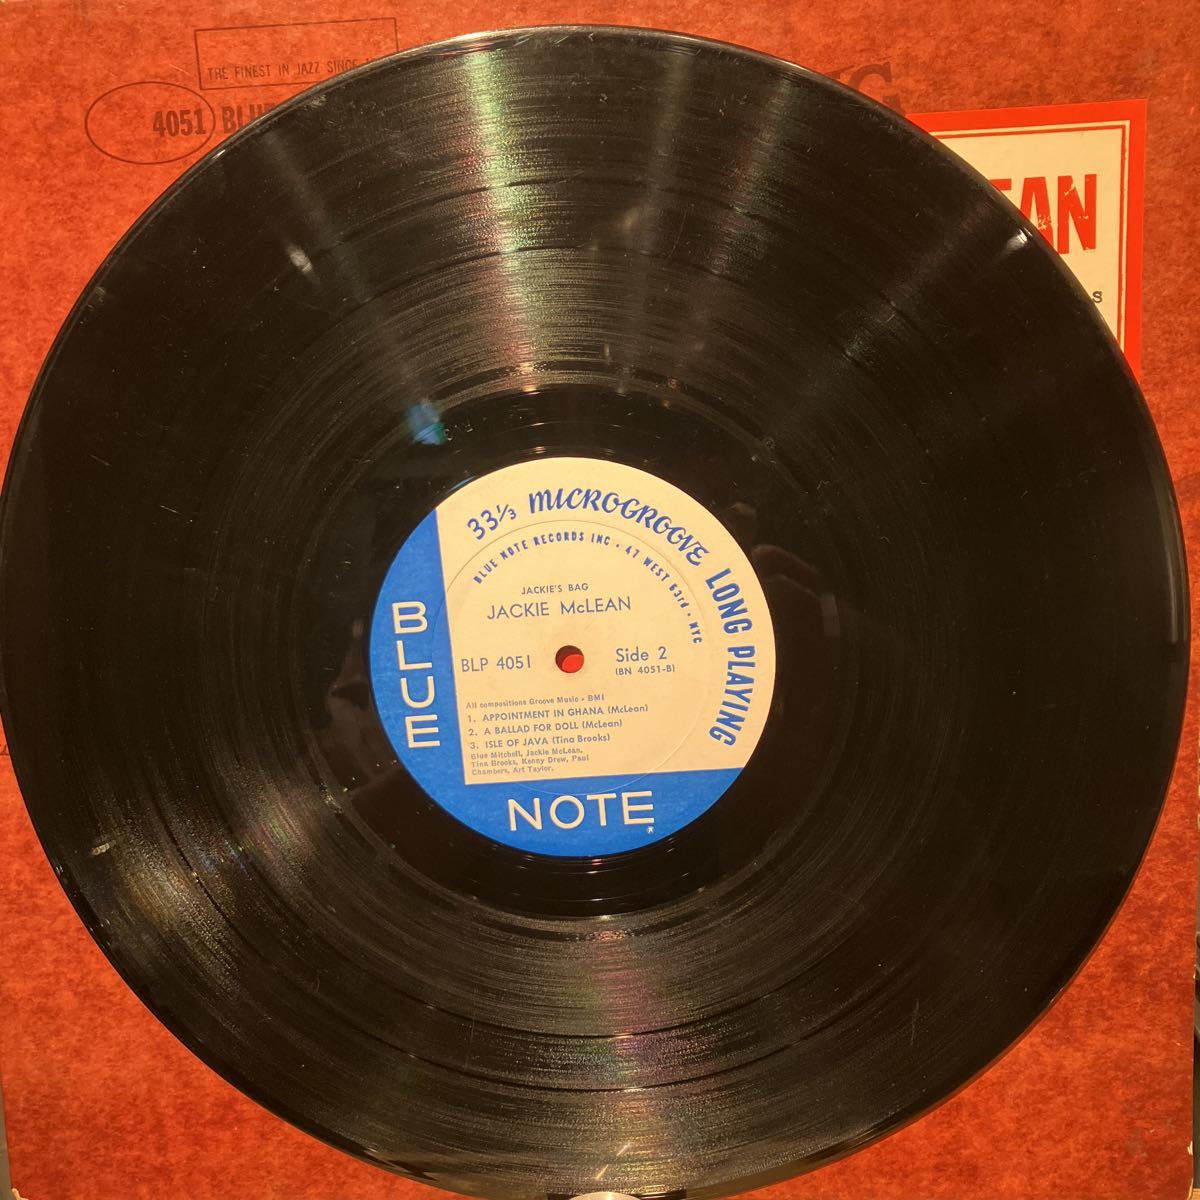 THE FINEST IN JAZZ SINCE
4051 BLUE
EAN
S
33⅓ MICROGROOVE LONG PLAYING
BLUE NOTE RECORDS INC • 47 WEST 63rd • NYC
JACKIE'S BAG
JACKIE McLEAN
BLP 4051
Side 2
(BN 4051-B)
All compositions Groove Music - BMI
1. APPOINTMENT IN GHANA (McLean)
2. A BALLAD FOR DOLL (McLean)
3. ISLE OF JAVA (Tina Brooks)
Blue Mitchell, Jackie McLean,
Tina Brooks, Kenny Drew, Paul
Chambers, Art Taylor.
BLUE
NOTE
®